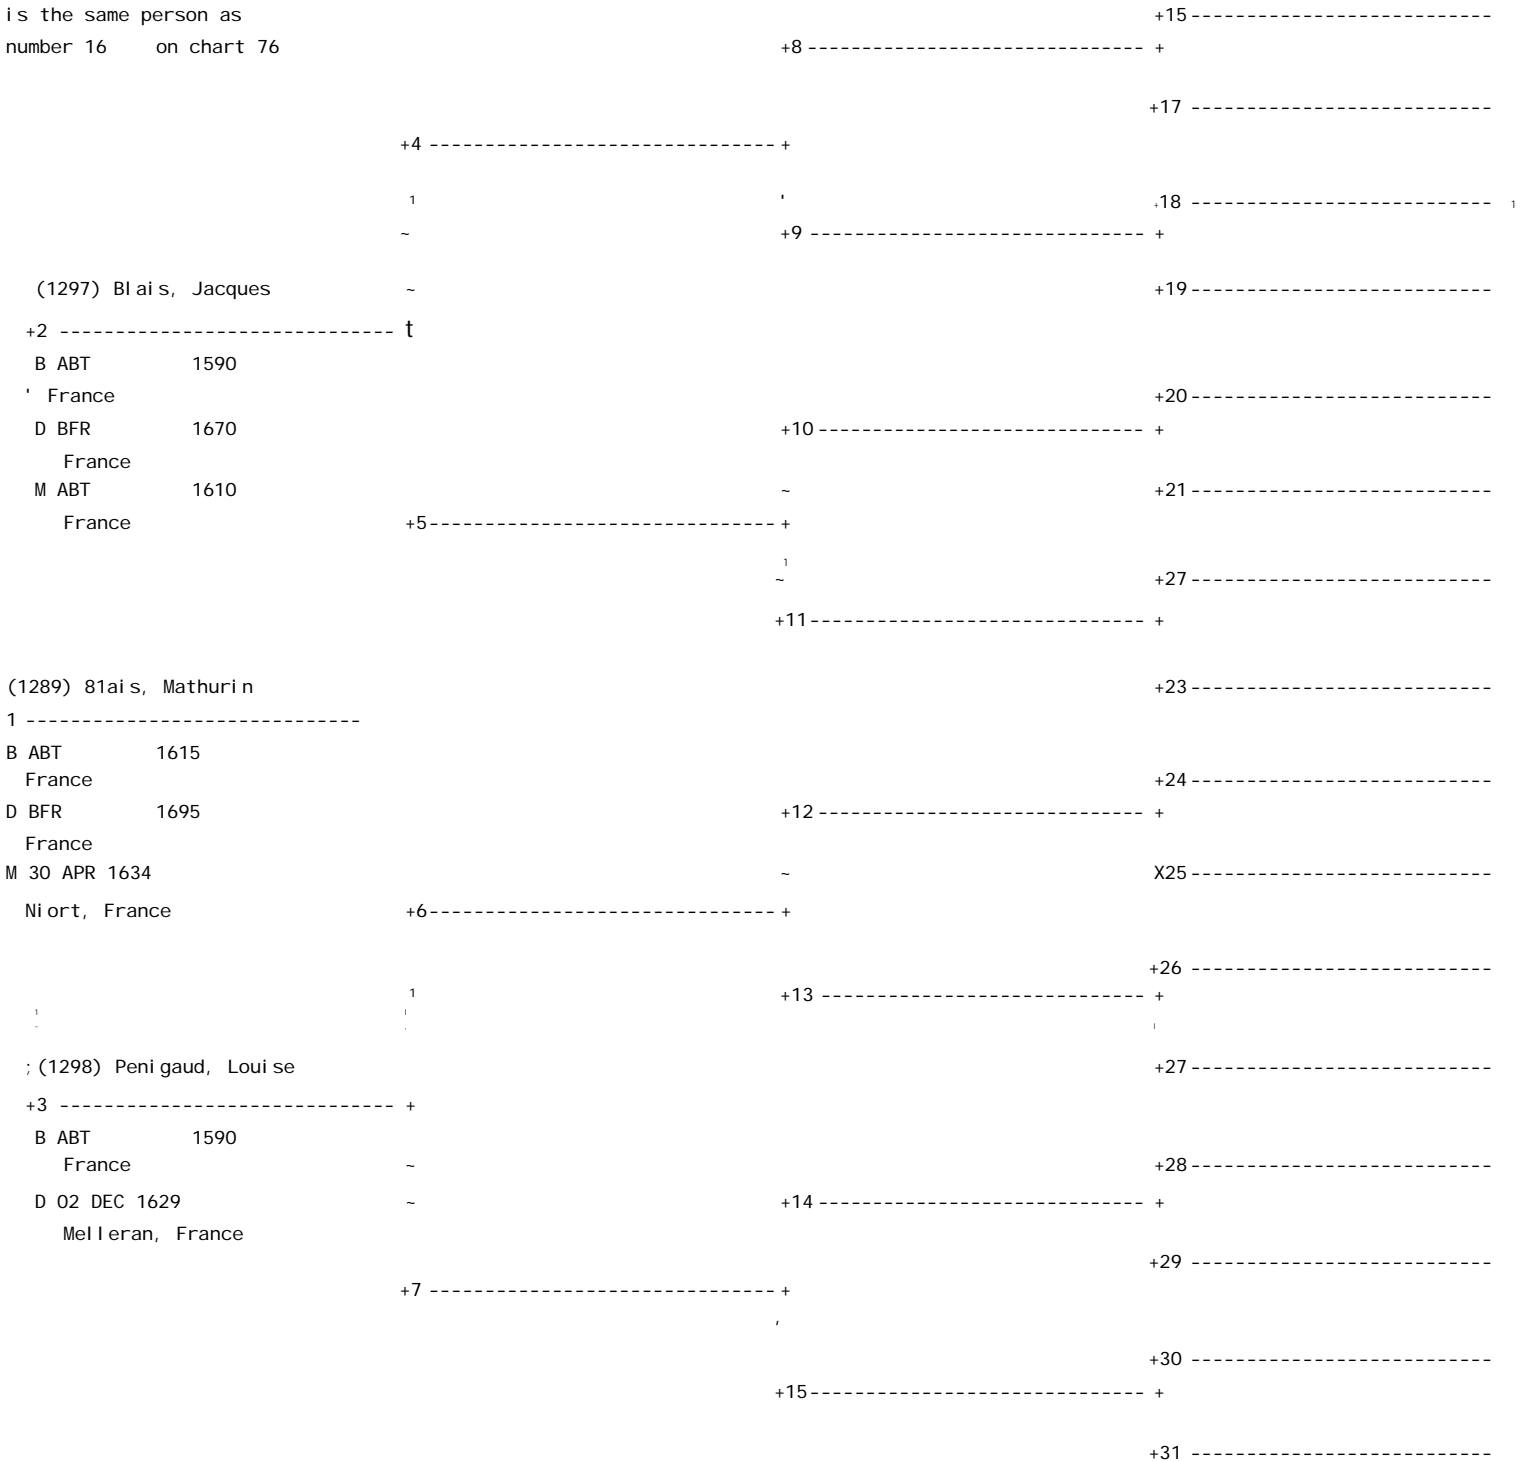 is the same person as +15 ---------------------------
number 16 on chart 76 +8 ------------------------------ +
+17 ---------------------------
+4 ------------------------------- +
1 ' +18 --------------------------- 1
~ +9 ------------------------------ +
(1297) Blais, Jacques ~ +19 ---------------------------
+2 ------------------------------ t
B ABT 1590
' France +20 ---------------------------
D BFR 1670 +10 ----------------------------- +
France
M ABT 1610 ~ +21 ---------------------------
France +5 ------------------------------- +
1
~ +27 ---------------------------
+11 ------------------------------ +
(1289) 81ais, Mathurin +23 ---------------------------
1 ------------------------------
B ABT 1615
France +24 ---------------------------
D BFR 1695 +12 ----------------------------- +
France
M 30 APR 1634 ~ X25 ---------------------------
Niort, France +6 ------------------------------- +
+26 ---------------------------
1 +13 ----------------------------- +
;(1298) Penigaud, Louise +27 ---------------------------
+3 ------------------------------ +
B ABT 1590
France ~ +28 ---------------------------
D 02 DEC 1629 ~ +14 ----------------------------- +
Melleran, France
+29 ---------------------------
+7 ------------------------------- +
,
+30 ---------------------------
+15 ------------------------------ +
+31 ---------------------------